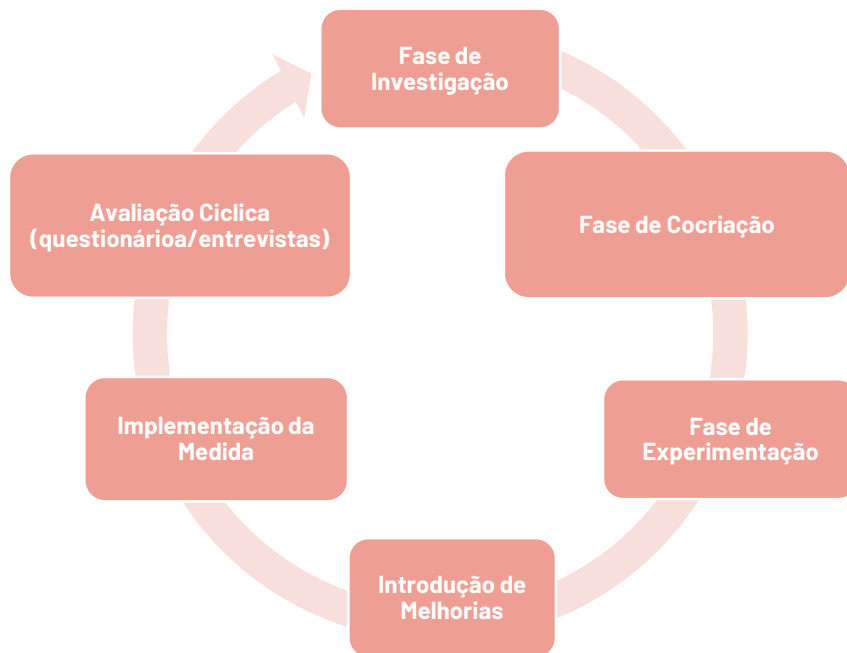 Fase de
Investigação
Fase de Cocriação
Fase de
Experimentação
Introdução de
Melhorias
Implementação da
Medida
Avaliação Ciclica
(questionárioa/entrevistas)